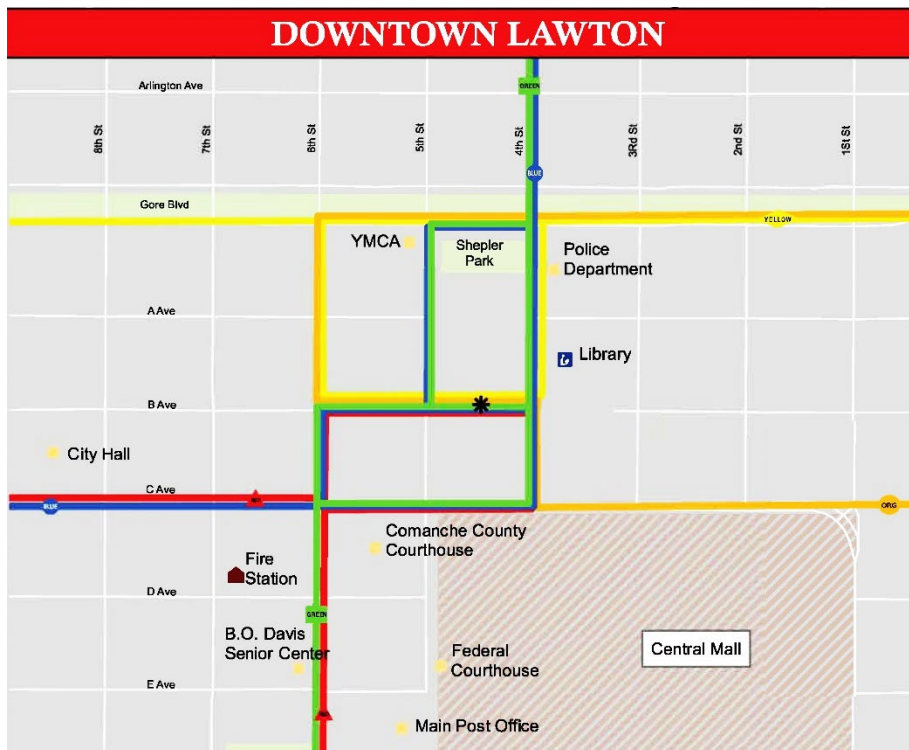 DOWNTOWN LAWTON
Arlington Ave
GREEN
8th St
7th St
6th St
5th St
4th St
3Rd St
2nd St
1St St
BLUE
Gore Blvd
YELLOW
YMCA
Shepler
Park
Police
Department
A Ave
Library
B Ave
City Hall
C Ave
BLUE
ORG
Comanche County
Courthouse
Fire
Station
D Ave
GREEN
B.O. Davis
Senior Center
Federal
Courthouse
Central Mall
E Ave
Main Post Office